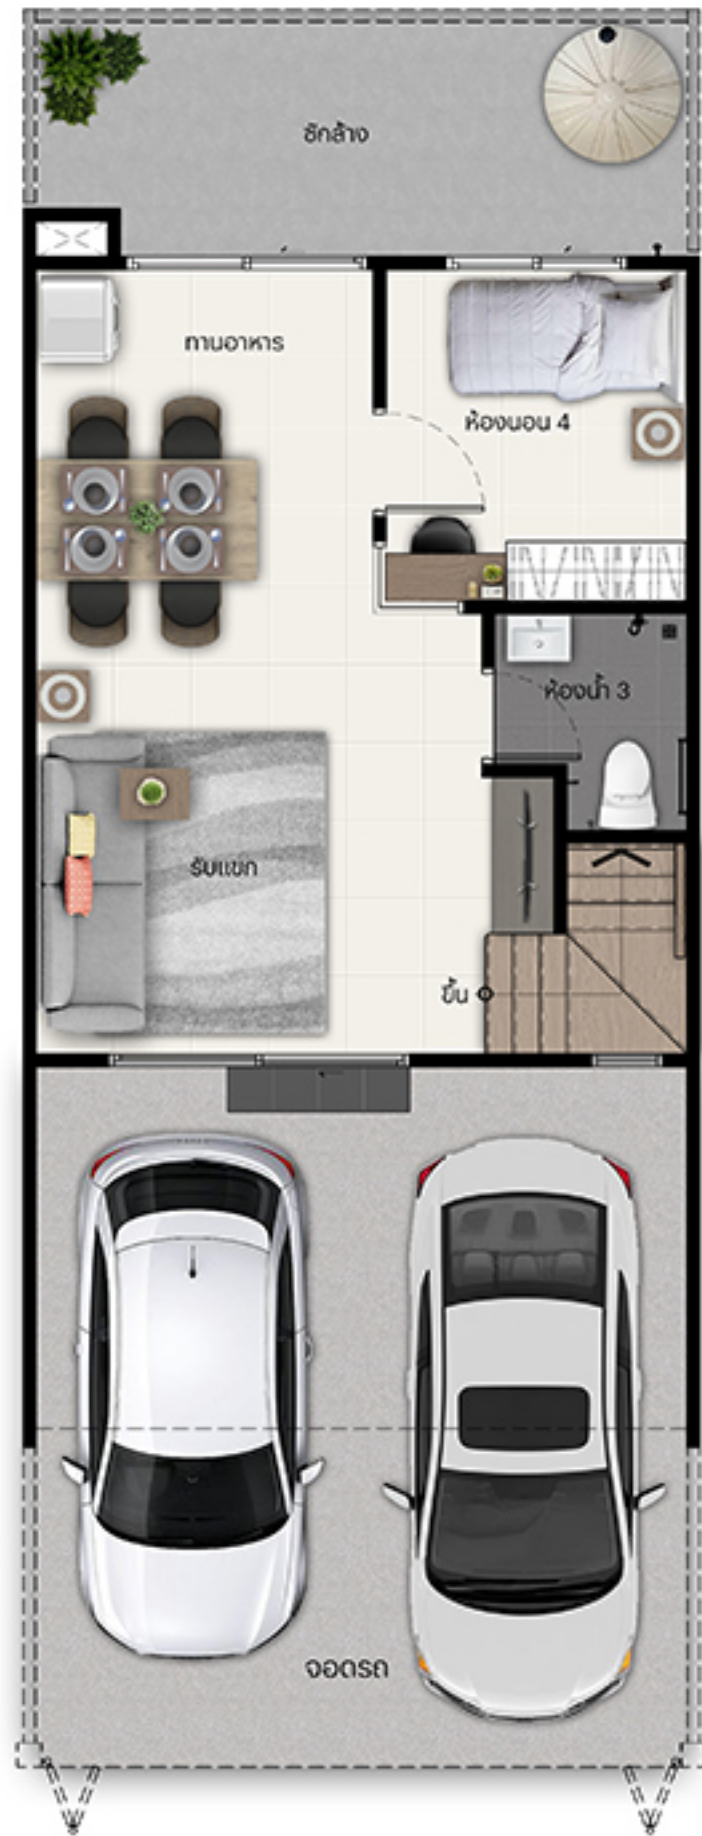 ซักล้าง
ทานอาหาร
ห้องนอน 4
ห้องน้ำ 3
รับแขก
ขึ้น
จอดรถ